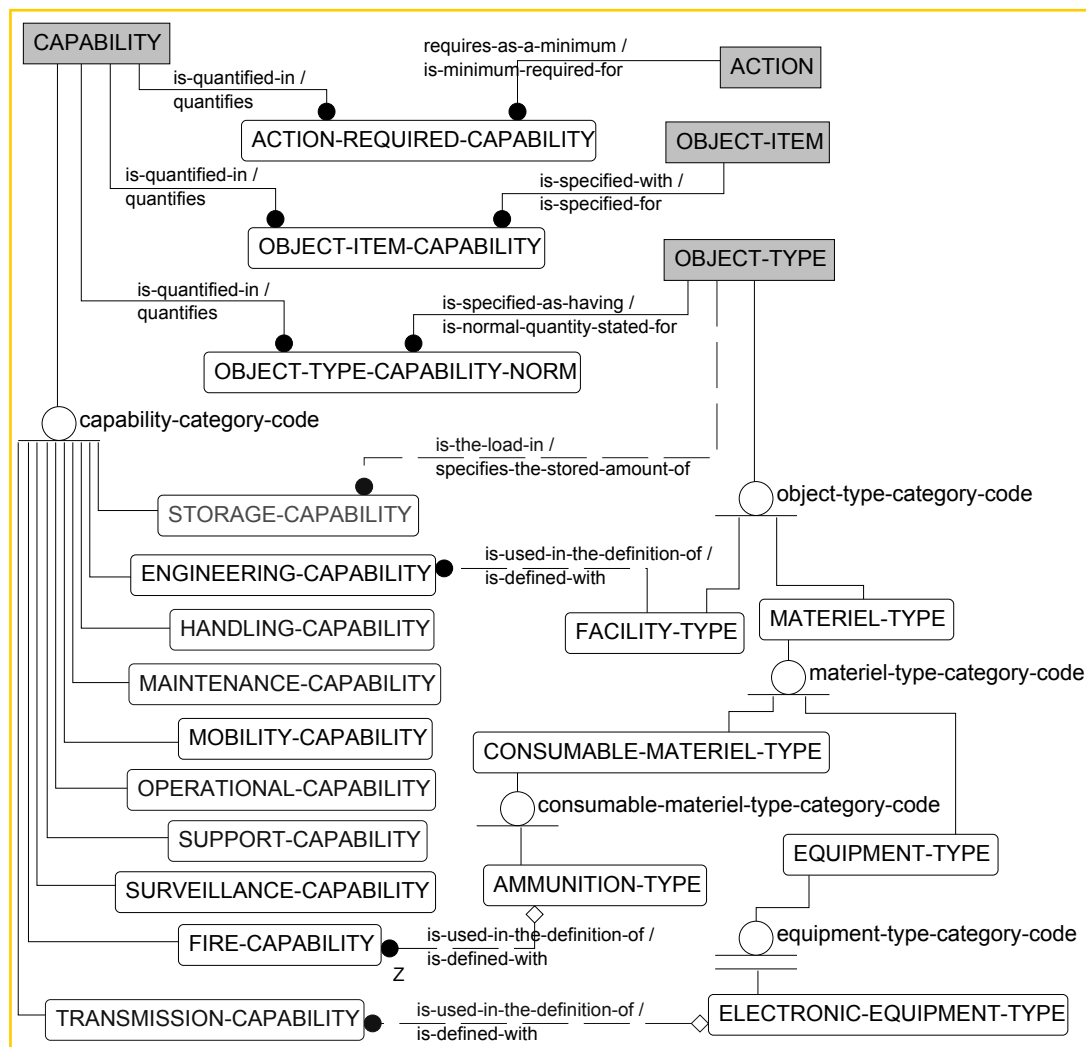 CAPABILITY
requires-as-a-minimum /
is-minimum-required-for
ACTION
is-quantified-in /
quantifies
ACTION-REQUIRED-CAPABILITY
OBJECT-ITEM
is-quantified-in /
quantifies
is-specified-with /
is-specified-for
OBJECT-ITEM-CAPABILITY
OBJECT-TYPE
is-quantified-in /
quantifies
is-specified-as-having /
is-normal-quantity-stated-for
OBJECT-TYPE-CAPABILITY-NORM
capability-category-code
is-the-load-in /
specifies-the-stored-amount-of
object-type-category-code
STORAGE-CAPABILITY
is-used-in-the-definition-of /
is-defined-with
ENGINEERING-CAPABILITY
HANDLING-CAPABILITY
FACILITY-TYPE
MATERIEL-TYPE
materiel-type-category-code
MAINTENANCE-CAPABILITY
MOBILITY-CAPABILITY
CONSUMABLE-MATERIEL-TYPE
OPERATIONAL-CAPABILITY
consumable-materiel-type-category-code
SUPPORT-CAPABILITY
EQUIPMENT-TYPE
SURVEILLANCE-CAPABILITY
AMMUNITION-TYPE
FIRE-CAPABILITY
Z
is-used-in-the-definition-of /
is-defined-with
equipment-type-category-code
TRANSMISSION-CAPABILITY
is-used-in-the-definition-of /
is-defined-with
ELECTRONIC-EQUIPMENT-TYPE